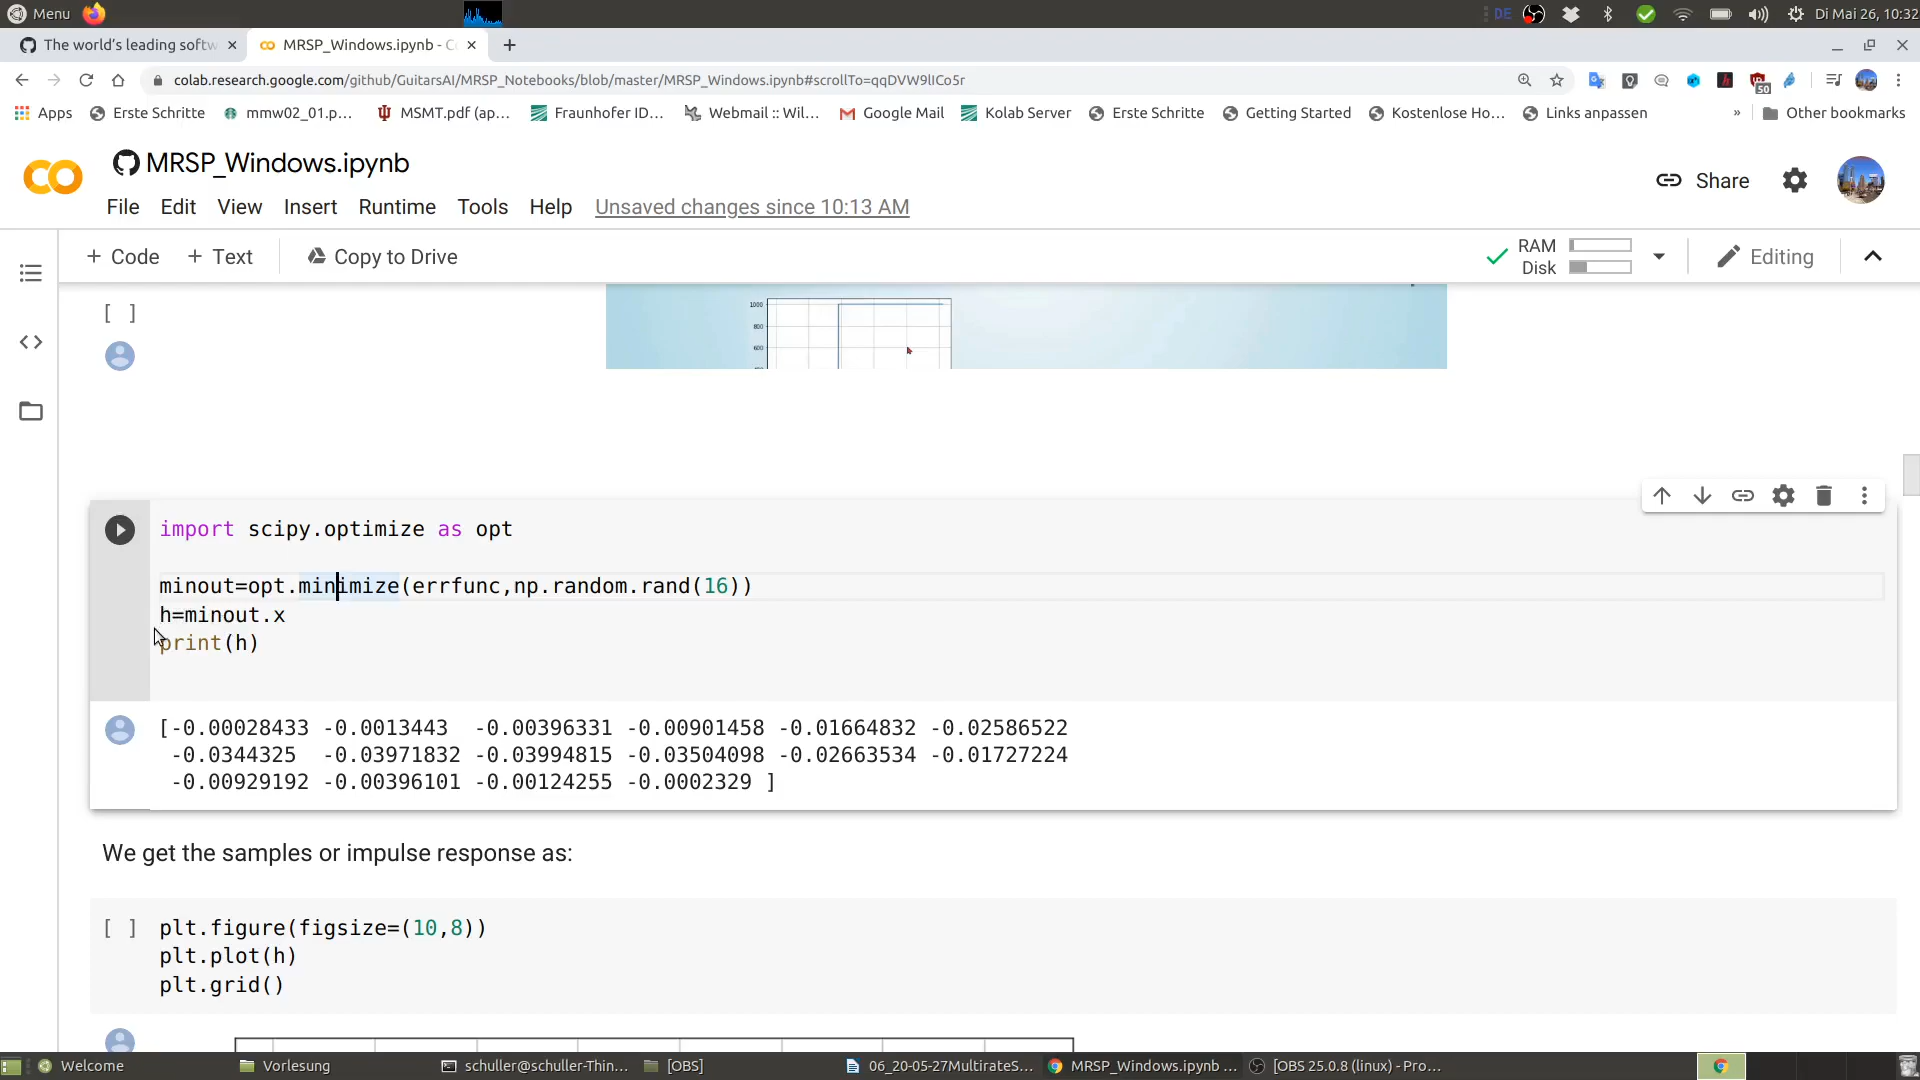 Menu
DE
Di Mai 26, 10:32
The world's leading softw
MRSP_Windows.ipynb - C
colab.research.google.com/github/GuitarsAI/MRSP_Notebooks/blob/master/MRSP_Windows.ipynb#scrollTo=qqDVW9lICo5r
50
Apps
Erste Schritte
mmw02_01.p...
MSMT.pdf (ap...
Fraunhofer ID...
Webmail :: Wil...
Google Mail
Kolab Server
Erste Schritte
Getting Started
Kostenlose Ho...
Links anpassen
»
Other bookmarks
MRSP_Windows.ipynb
Share
File Edit View Insert Runtime Tools Help Unsaved changes since 10:13 AM
+ Code + Text Copy to Drive
RAM
Disk
Editing
[ ]
1000
800
600
import scipy.optimize as opt
minout=opt.minimize(errfunc,np.random.rand(16))
h=minout.x
print(h)
[-0.00028433 -0.0013443 -0.00396331 -0.00901458 -0.01664832 -0.02586522
-0.0344325 -0.03971832 -0.03994815 -0.03504098 -0.02663534 -0.01727224
-0.00929192 -0.00396101 -0.00124255 -0.0002329 ]
We get the samples or impulse response as:
[ ] plt.figure(figsize=(10,8))
plt.plot(h)
plt.grid()
Welcome
Vorlesung
schuller@schuller-Thin...
[OBS]
06_20-05-27MultirateS...
MRSP_Windows.ipynb ...
[OBS 25.0.8 (linux) - Pro...